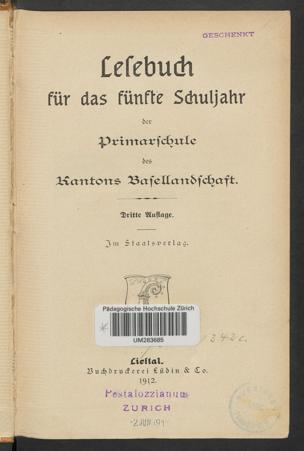 GESCHENKT
Lesebuch
für das fünfte Schuljahr
der
Primarschule
des
Kantons Basellandschaft.
Dritte Auflage.
Im Staatsverlag.
Pädagogische Hochschule Zürich
UM283685
Liestal.
Buchdruckerei Lüdin & Co.
1912.
Pestalozzianum
ZÜRICH